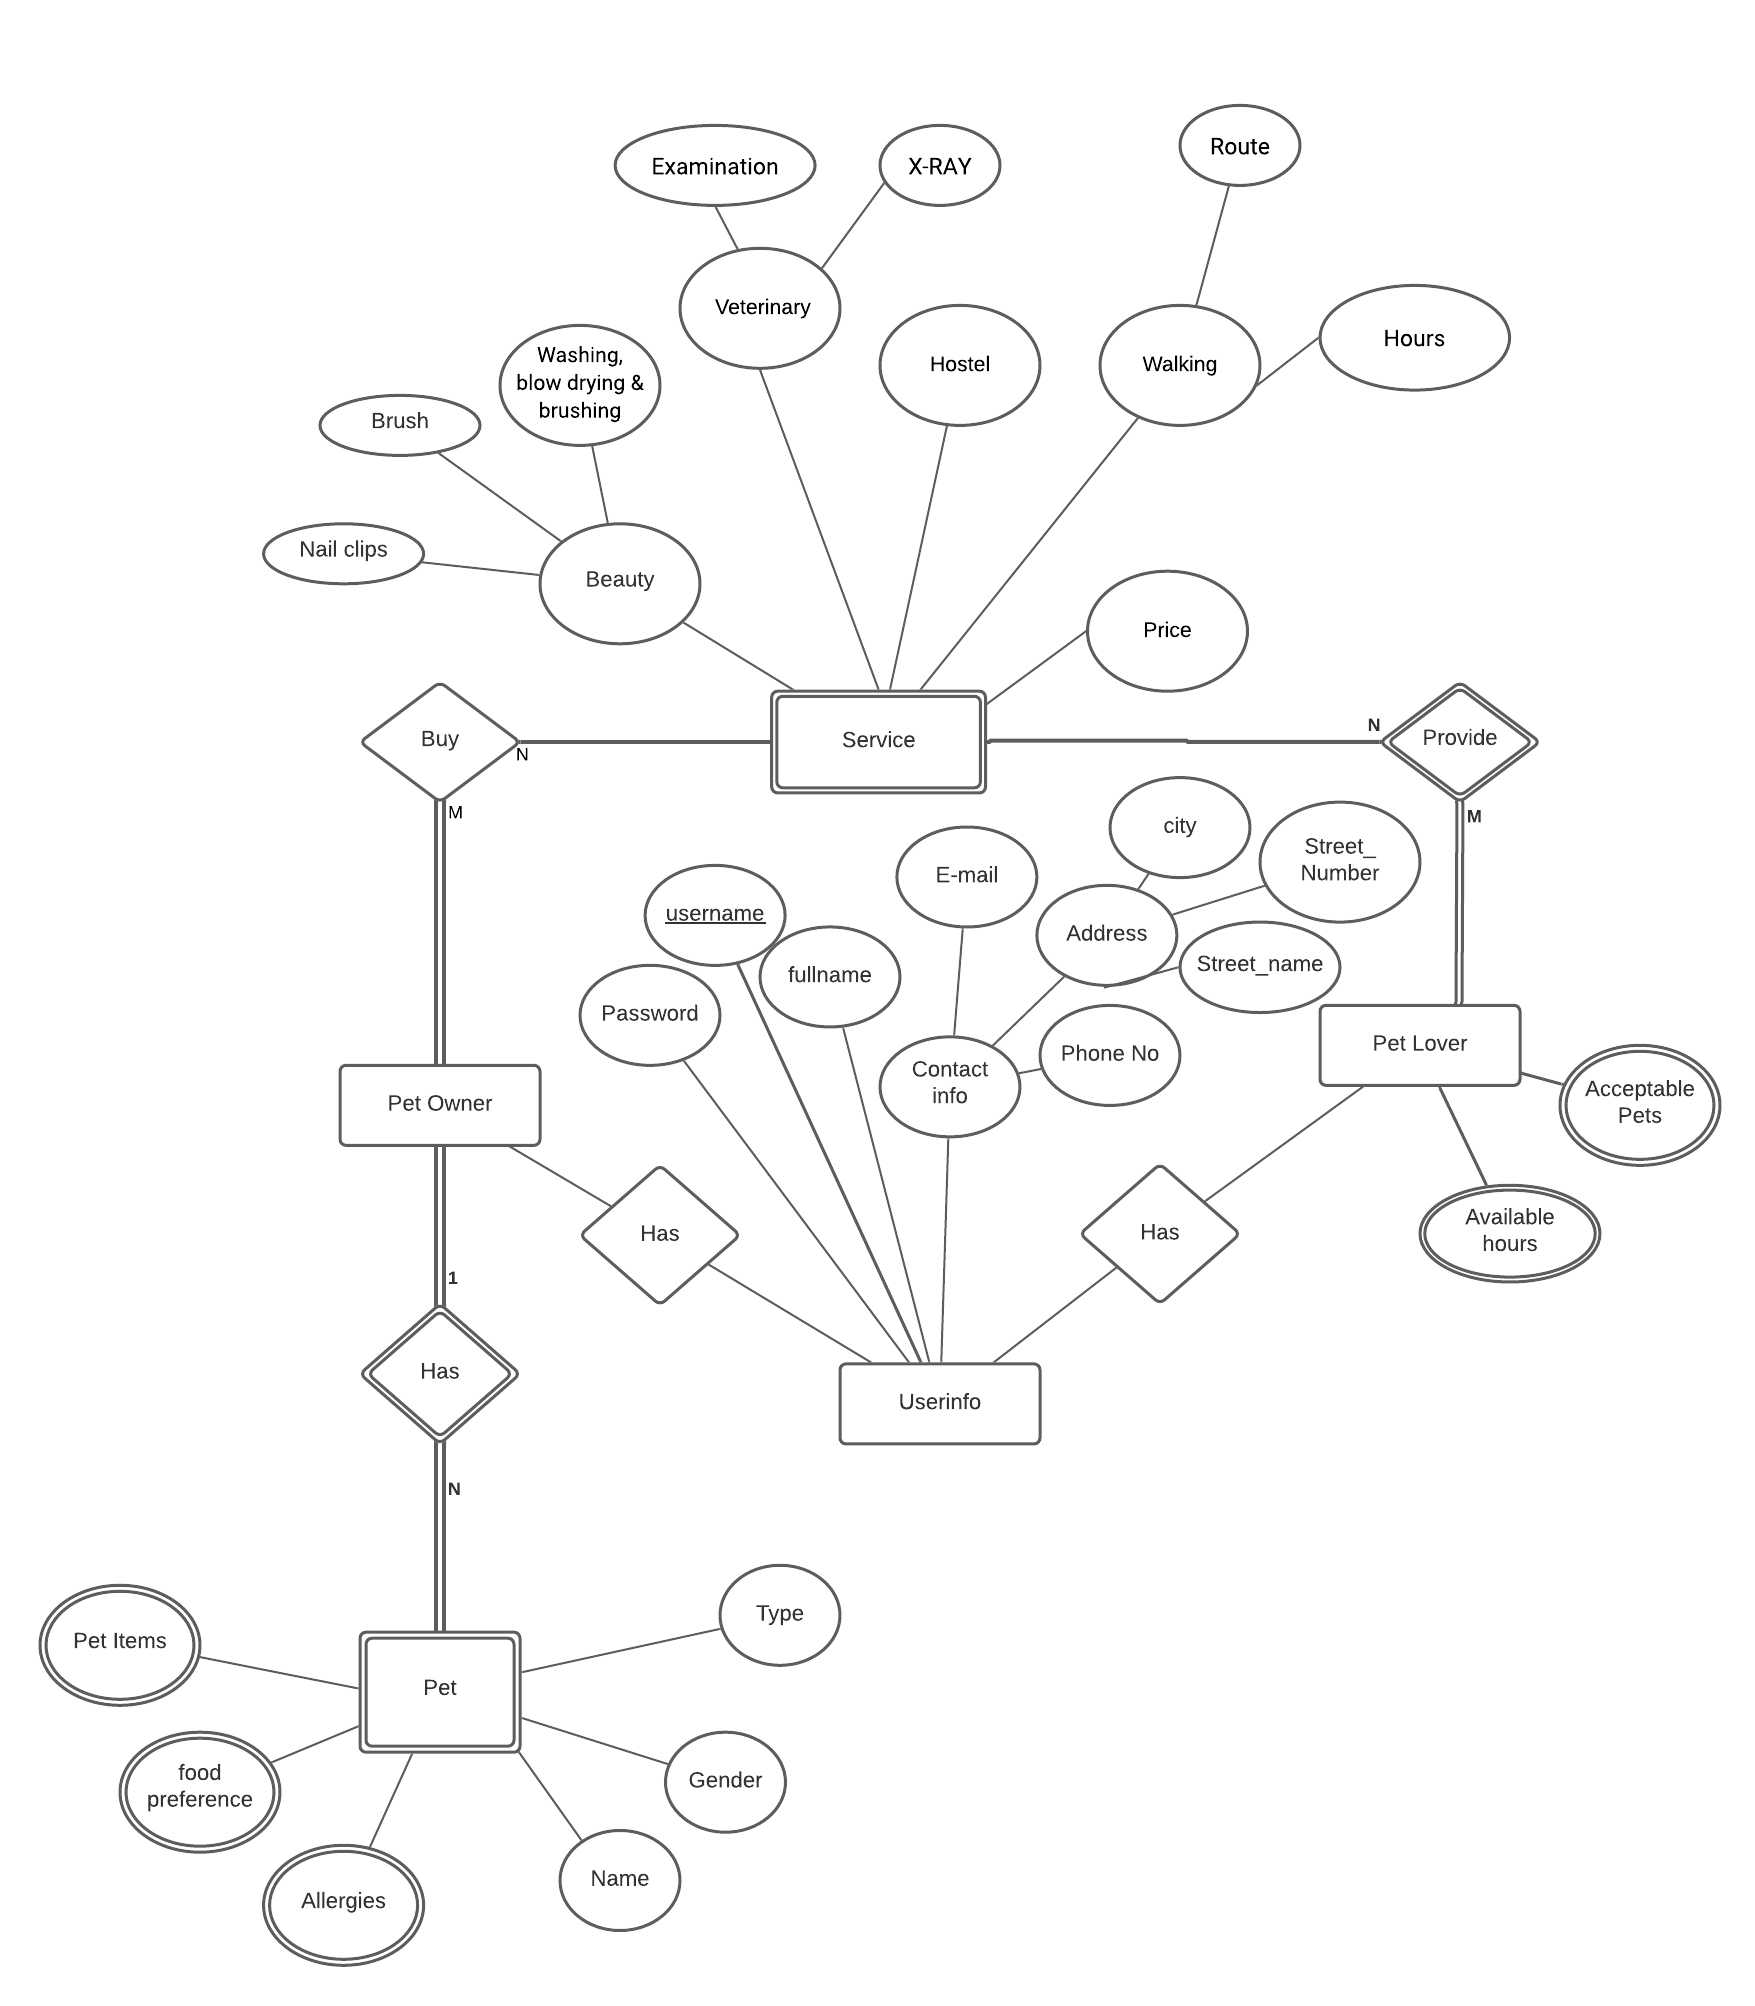 Route
Examination
X-RAY
Veterinary
Hours
Washing,
blow drying &
brushing
Hostel
Walking
Brush
Nail clips
Beauty
Price
Buy
N
Service
N
Provide
M
M
city
Street_
Number
E-mail
username
Address
fullname
Street_name
Password
Contact
info
Phone No
Pet Lover
Acceptable
Pets
Pet Owner
Has
Has
Available
hours
1
Has
Userinfo
N
Type
Pet Items
Pet
food
preference
Gender
Name
Allergies